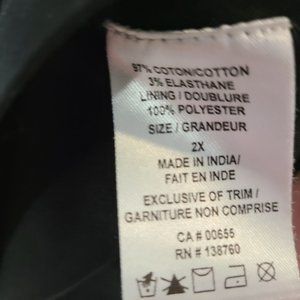 97% COTON/COTTON
3% ELASTHANE
LINING / DOUBLURE
100% POLYESTER
SIZE / GRANDEUR
2X
MADE IN INDIA/
FAIT EN INDE
EXCLUSIVE OF TRIM /
GARNITURE NON COMPRISE
CA # 00655
RN # 138760